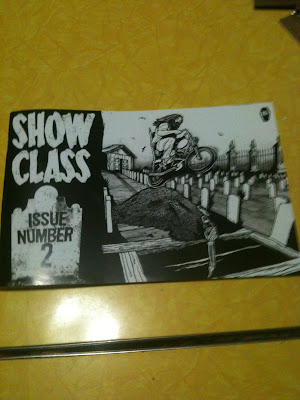 SHOW
CLASS
ISSUE
NUMBER
2